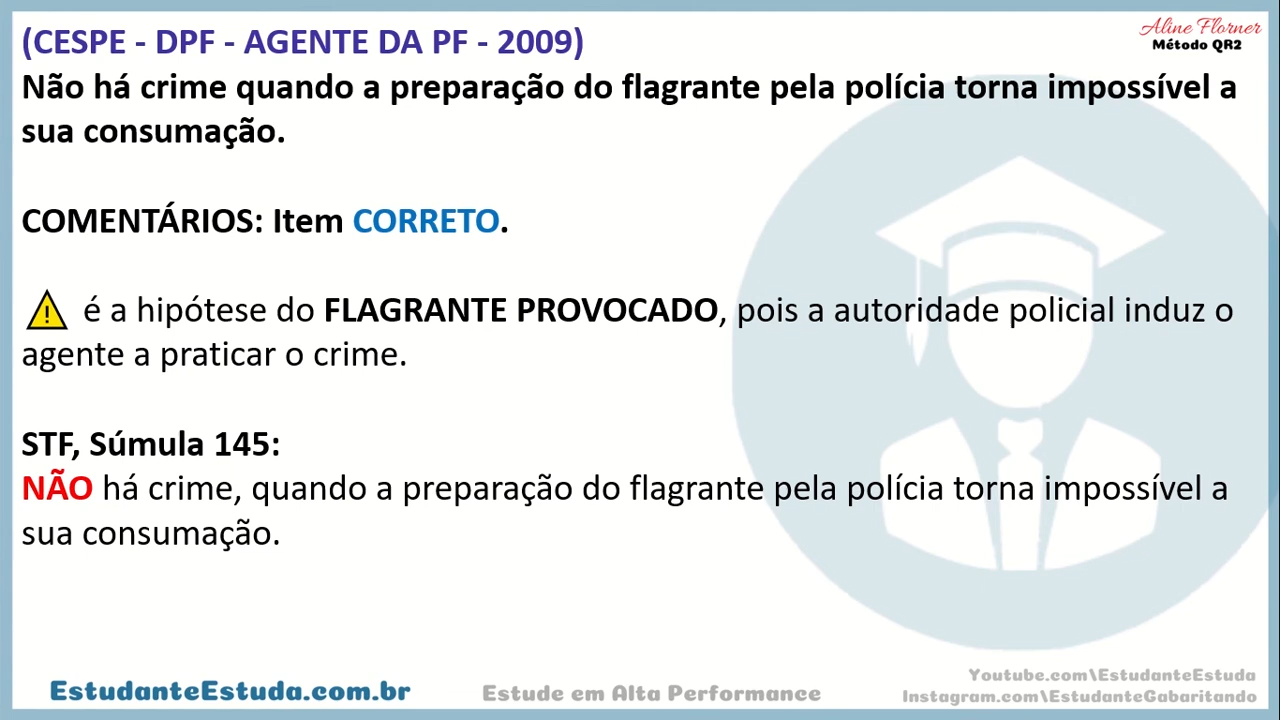 (CESPE - DPF - AGENTE DA PF - 2009)
Aline Florner
Método QR2
Não há crime quando a preparação do flagrante pela polícia torna impossível a
sua consumação.
COMENTÁRIOS: Item CORRETO.
é a hipótese do FLAGRANTE PROVOCADO, pois a autoridade policial induz o
agente a praticar o crime.
STF, Súmula 145:
NÃO há crime, quando a preparação do flagrante pela polícia torna impossível a
sua consumação.
EstudanteEstuda.com.br
Estude em Alta Performance
Youtube.com\EstudanteEstuda
Instagram.com\EstudanteGabaritando